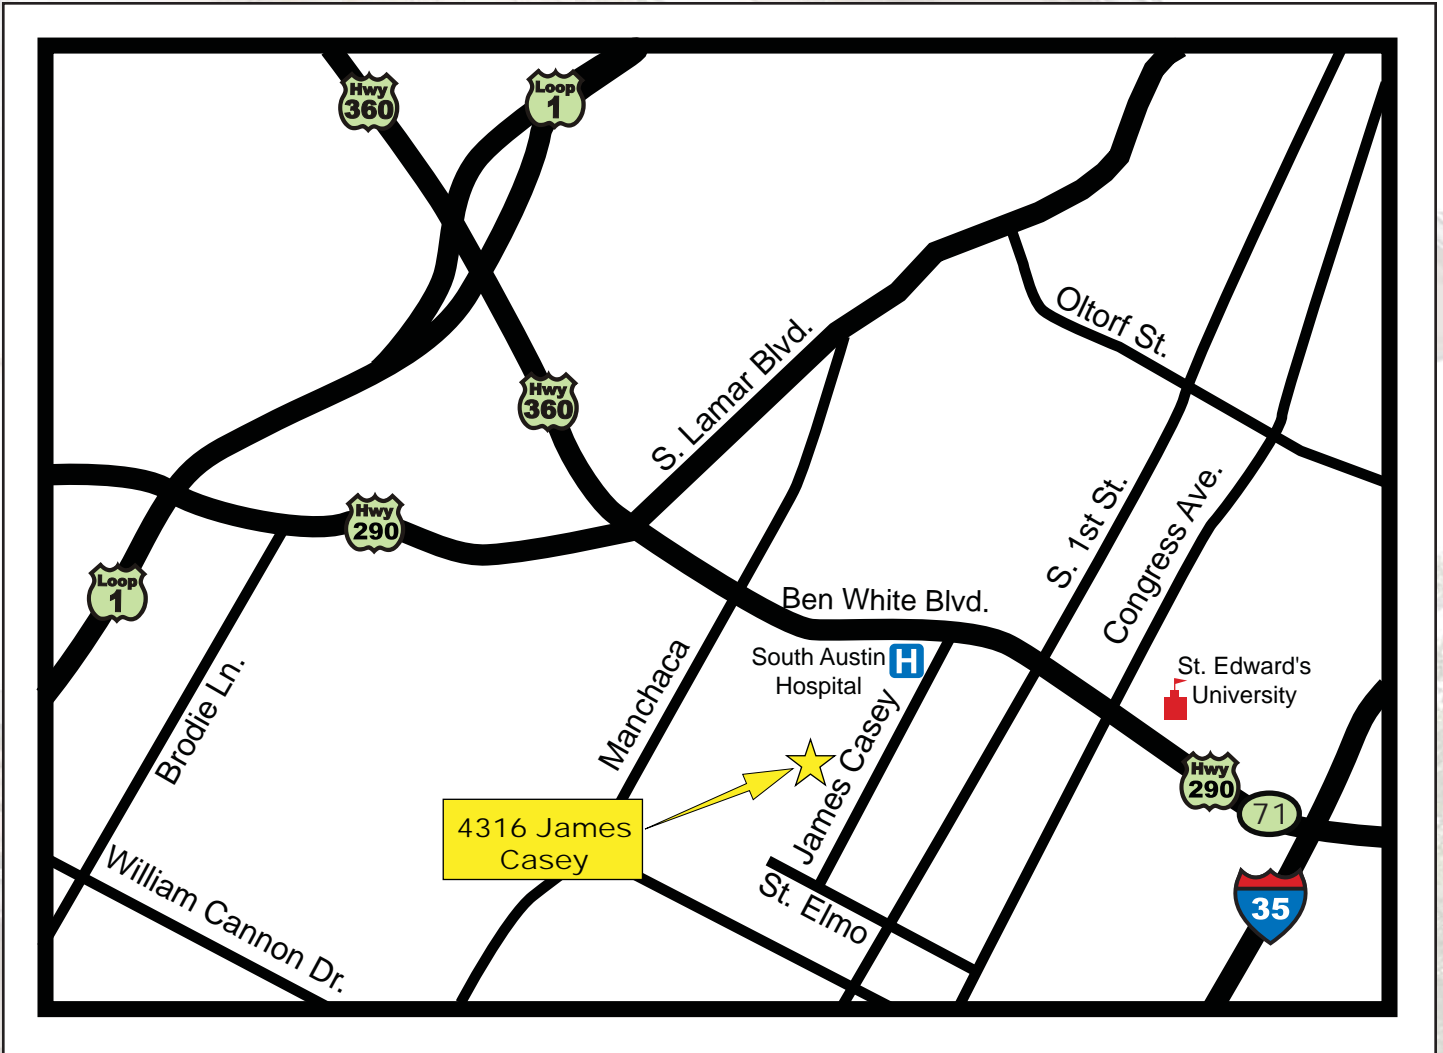 Hwy
360
Loop
1
Oltorf St.
S. Lamar Blvd.
Hwy
360
Hwy
290
S. 1st St.
Congress Ave.
Loop
1
Ben White Blvd.
South Austin H
Hospital
St. Edward's
University
Brodie Ln.
Manchaca
James Casey
Hwy
290
71
4316 James
Casey
William Cannon Dr.
St. Elmo
35